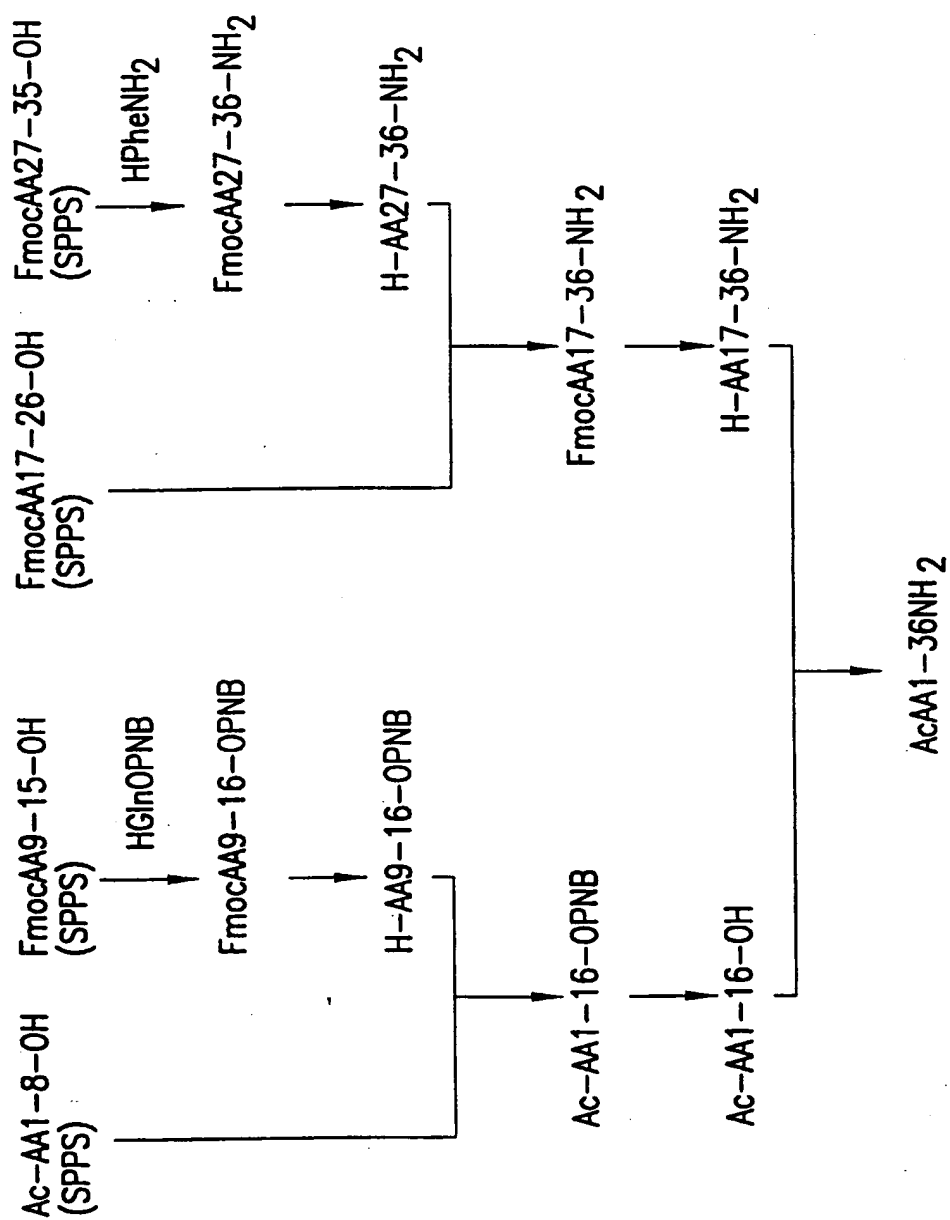 Ac-AA1-8-OH
(SPPS)
FmocAA9-15-OH
(SPPS)
HGlnOPNB
FmocAA9-16-OPNB
H-AA9-16-OPNB
Ac-AA1-16-OPNB
Ac-AA1-16-OH
FmocAA17-26-OH
(SPPS)
FmocAA27-35-OH
(SPPS)
HPheNH2
FmocAA27-36-NH2
H-AA27-36-NH2
FmocAA17-36-NH2
H-AA17-36-NH2
AcAA1-36NH2